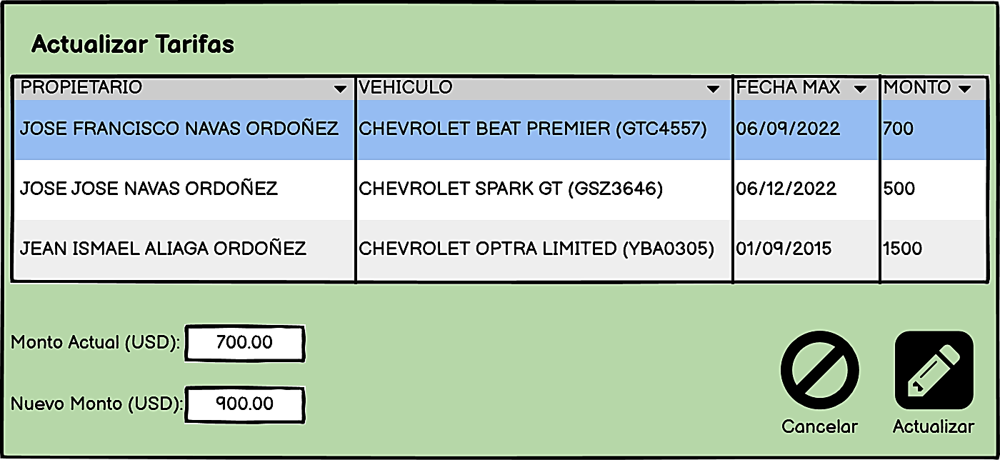 Actualizar Tarifas
PROPIETARIO VEHICULO FECHA MAX MONTO
JOSE FRANCISCO NAVAS ORDOÑEZ CHEVROLET BEAT PREMIER (GTC4557) 06/09/2022 700
JOSE JOSE NAVAS ORDOÑEZ CHEVROLET SPARK GT (GSZ3646) 06/12/2022 500
JEAN ISMAEL ALIAGA ORDOÑEZ CHEVROLET OPTRA LIMITED (YBA0305) 01/09/2015 1500
Monto Actual (USD): 700.00
Nuevo Monto (USD): 900.00
Cancelar Actualizar